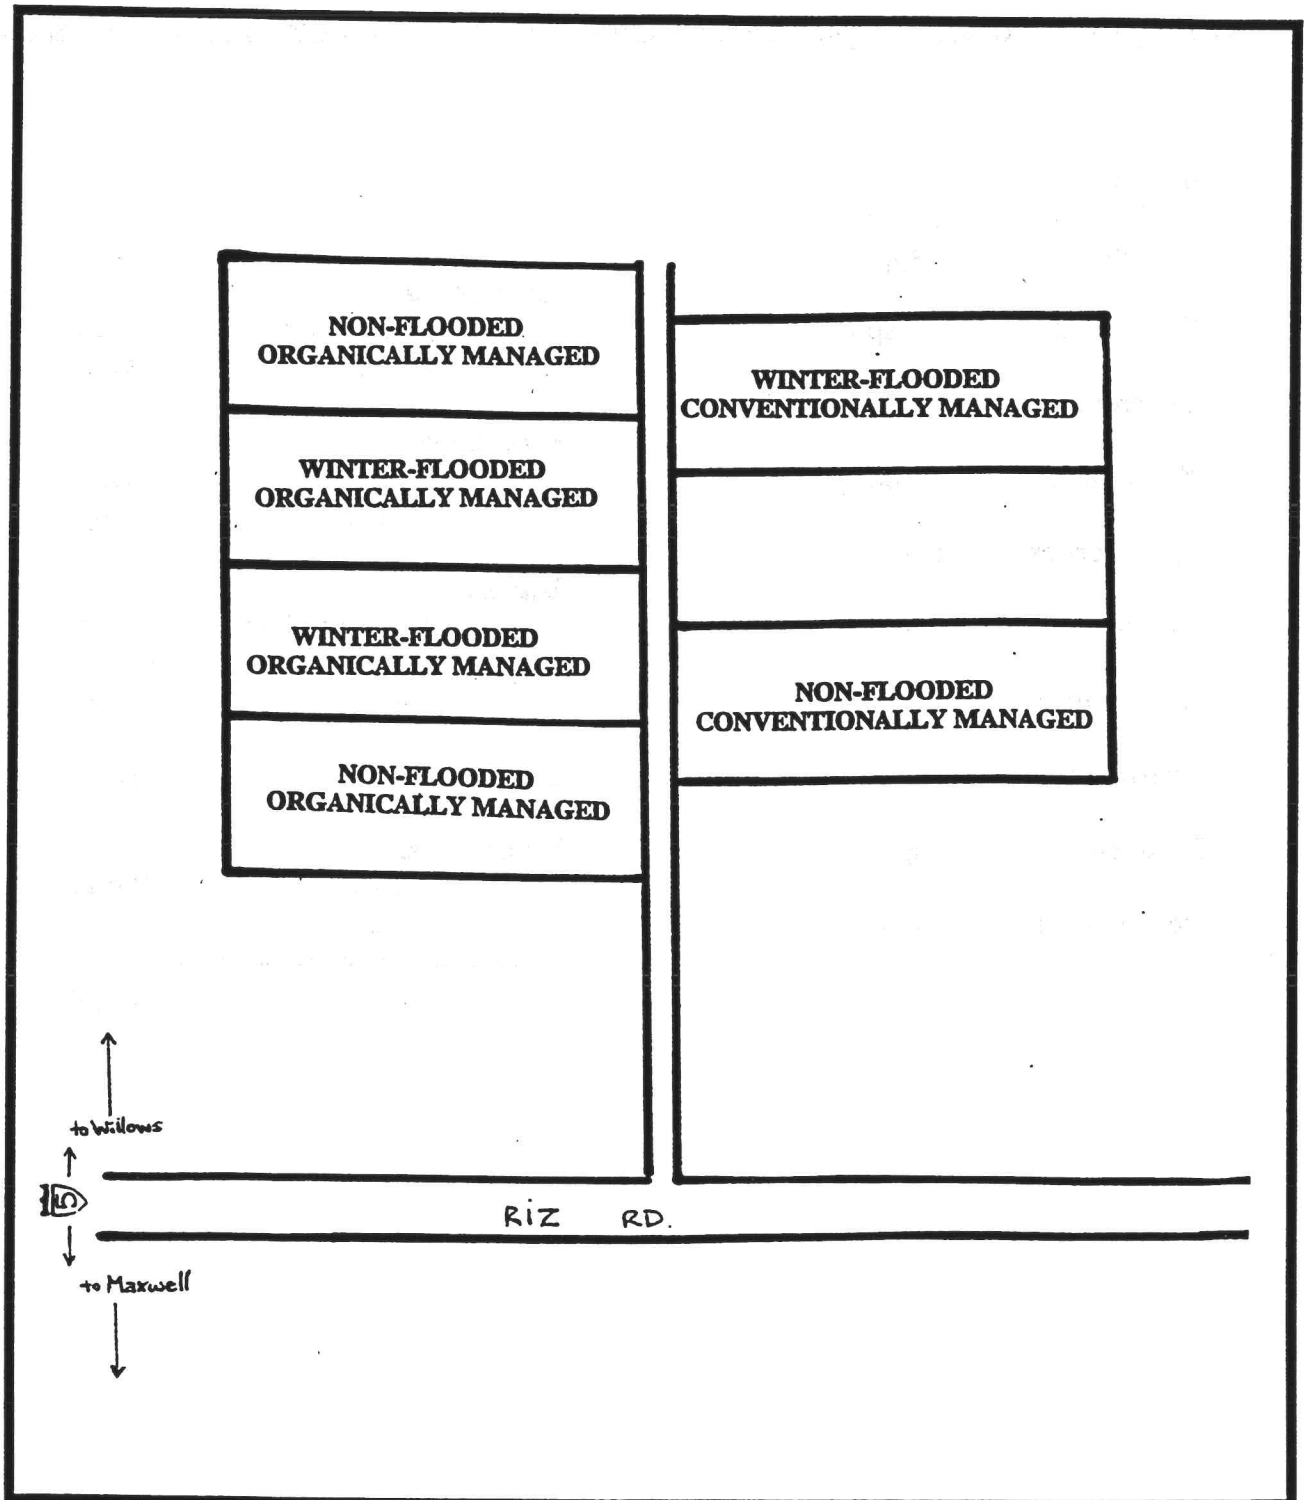 NON-FLOODED
ORGANICALLY MANAGED
WINTER-FLOODED
CONVENTIONALLY MANAGED
WINTER-FLOODED
ORGANICALLY MANAGED
WINTER-FLOODED
ORGANICALLY MANAGED
NON-FLOODED
CONVENTIONALLY MANAGED
NON-FLOODED
ORGANICALLY MANAGED
to Willows
5
RIZ RD.
to Maxwell